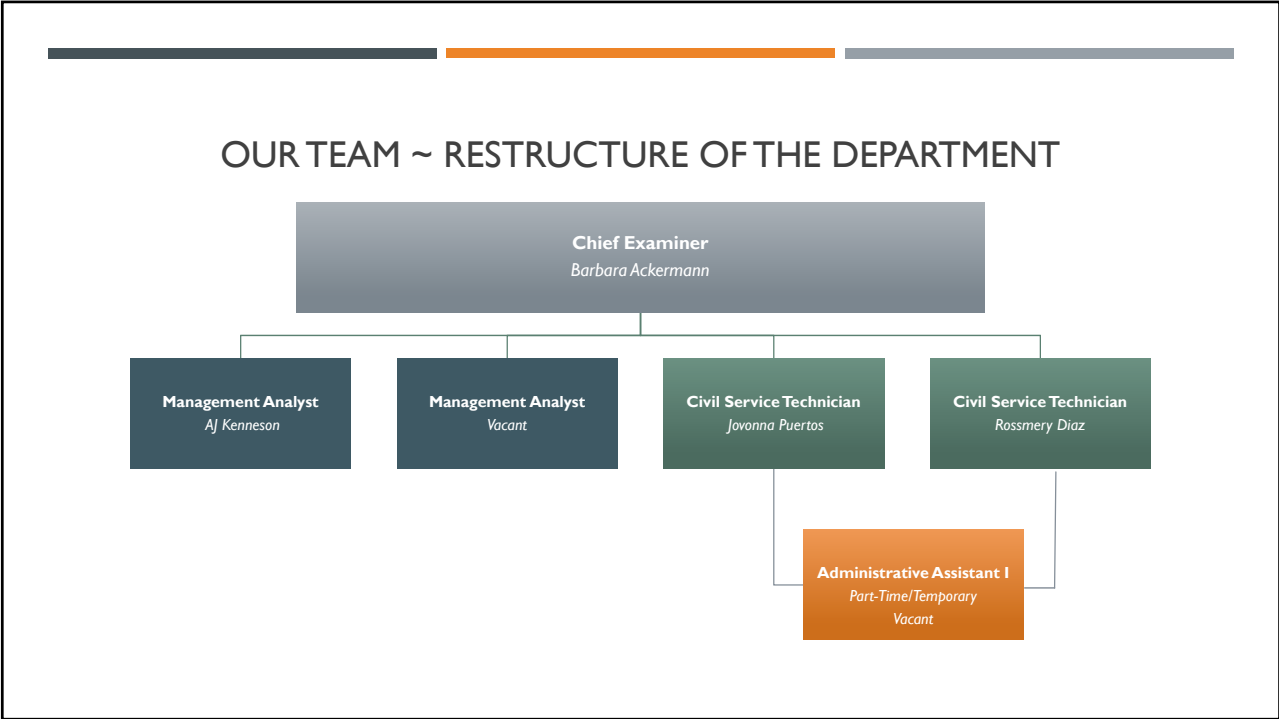 OUR TEAM ~ RESTRUCTURE OF THE DEPARTMENT
Chief Examiner
Barbara Ackermann
Management Analyst
AJ Kenneson
Management Analyst
Vacant
Civil Service Technician
Jovonna Puertos
Civil Service Technician
Rossmery Diaz
Administrative Assistant I
Part-Time/Temporary
Vacant